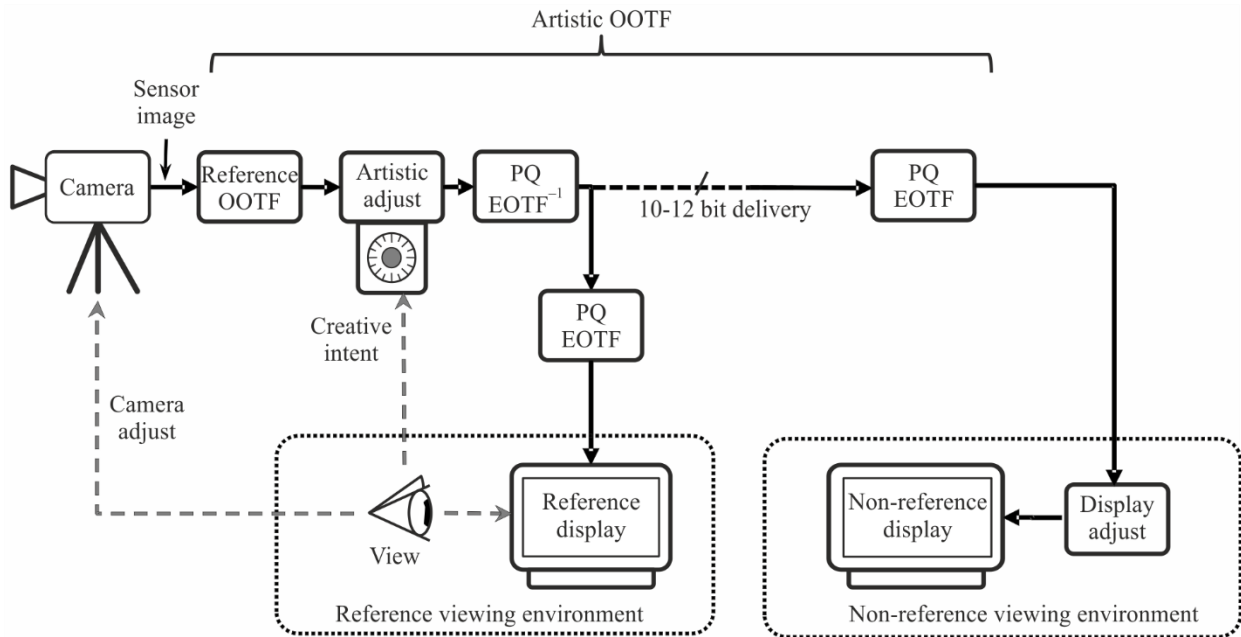 Artistic OOTF
Sensor
image
Camera
Reference
OOTF
Artistic
adjust
PQ
EOTF⁻¹
10-12 bit delivery
PQ
EOTF
PQ
EOTF
Creative
intent
Camera
adjust
View
Reference
display
Reference viewing environment
Non-reference
display
Display
adjust
Non-reference viewing environment